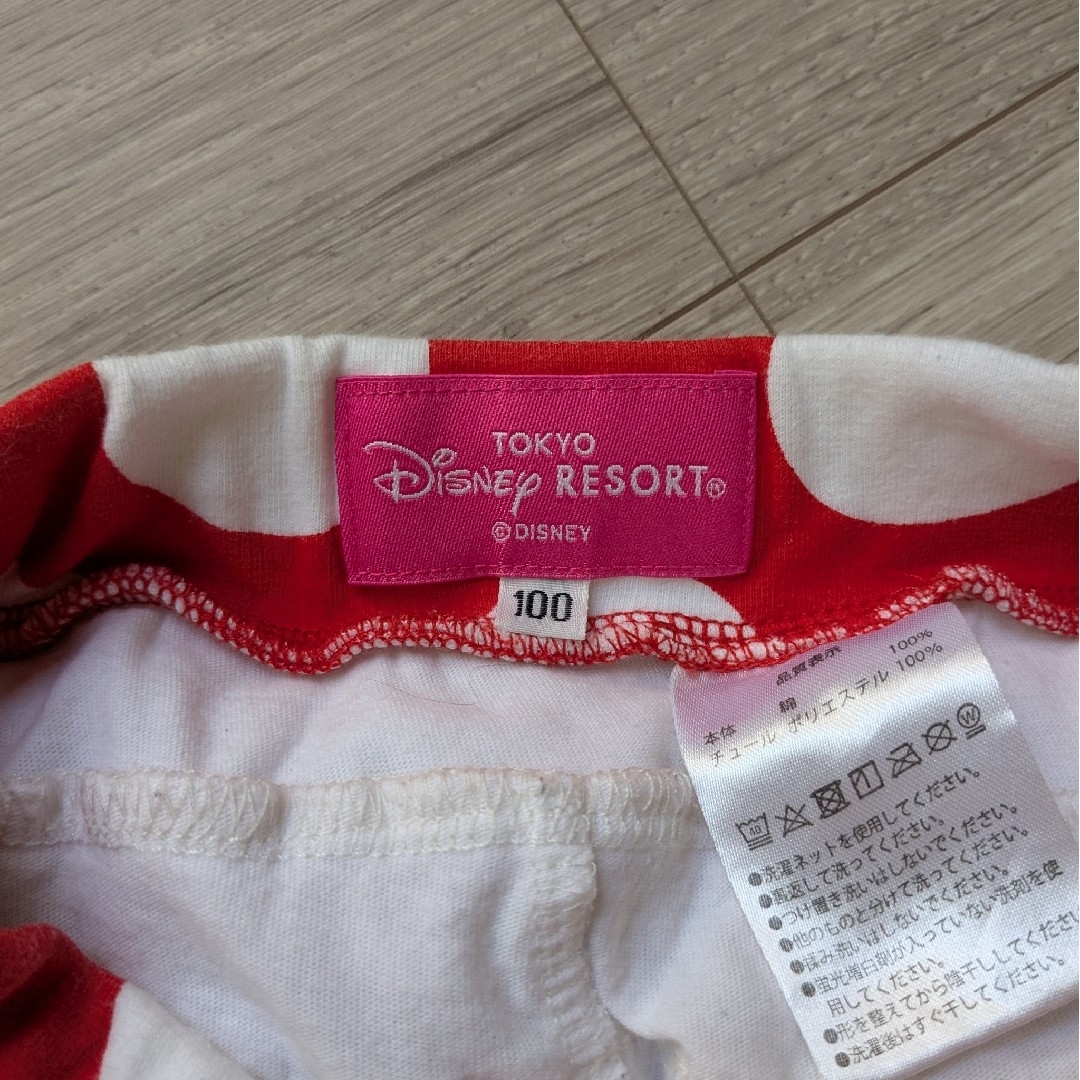 TOKYO
Disney RESORT®
© DISNEY
100
品質表示
本体 綿 100%
チュール ポリエステル 100%
40
W
●洗濯ネットを使用してください。
●裏返して洗ってください。
●つけ置き洗いはしないでください。
●他のものと分けて洗ってください。
●揉み洗いはしないでください。
●蛍光増白剤が入っていない洗剤を使
用してください。
●形を整えてから陰干ししてくださ
●洗濯後はすぐ干してください。